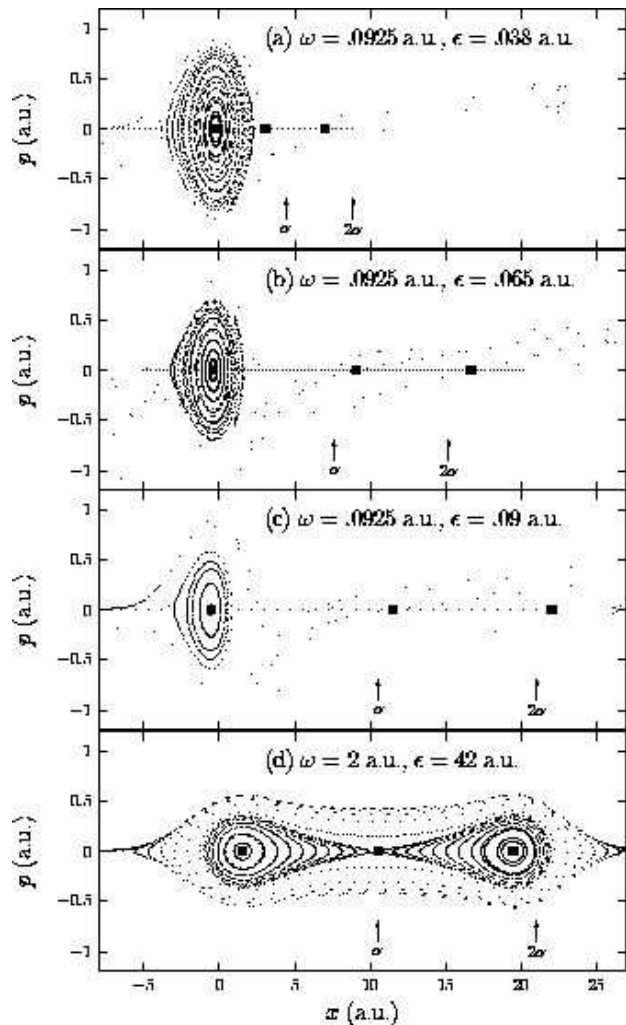 (a) ω = .0925 a.u., ϵ = .038 a.u.
1
0.5
0
−0.5
−1
p (a.u.)
α
2α
(b) ω = .0925 a.u., ϵ = .065 a.u.
1
0.5
0
−0.5
−1
p (a.u.)
α
2α
(c) ω = .0925 a.u., ϵ = .09 a.u.
1
0.5
0
−0.5
−1
p (a.u.)
α
2α
(d) ω = 2 a.u., ϵ = 42 a.u.
1
0.5
0
−0.5
−1
p (a.u.)
α
2α
−5 0 5 10 15 20 25
x (a.u.)